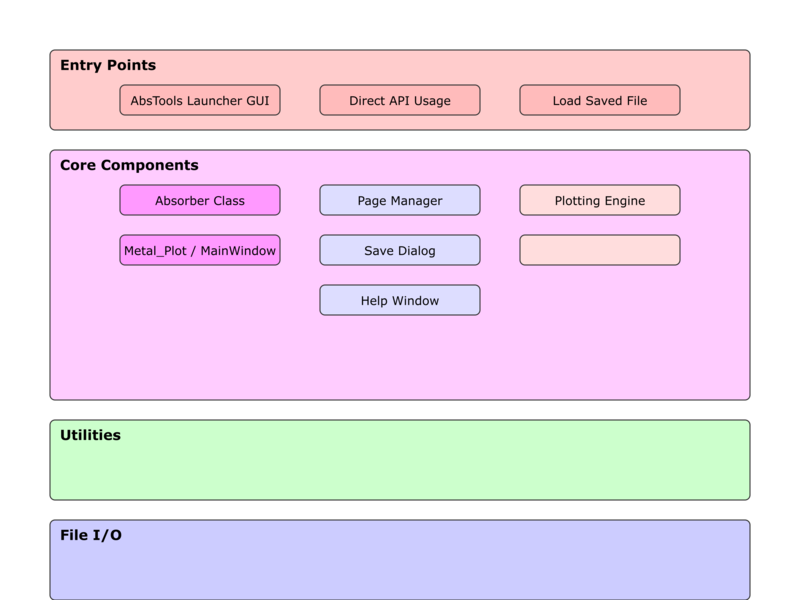 Entry Points
AbsTools Launcher GUI
Direct API Usage
Load Saved File
Core Components
Absorber Class
Page Manager
Plotting Engine
Metal_Plot / MainWindow
Save Dialog
Help Window
Utilities
File I/O